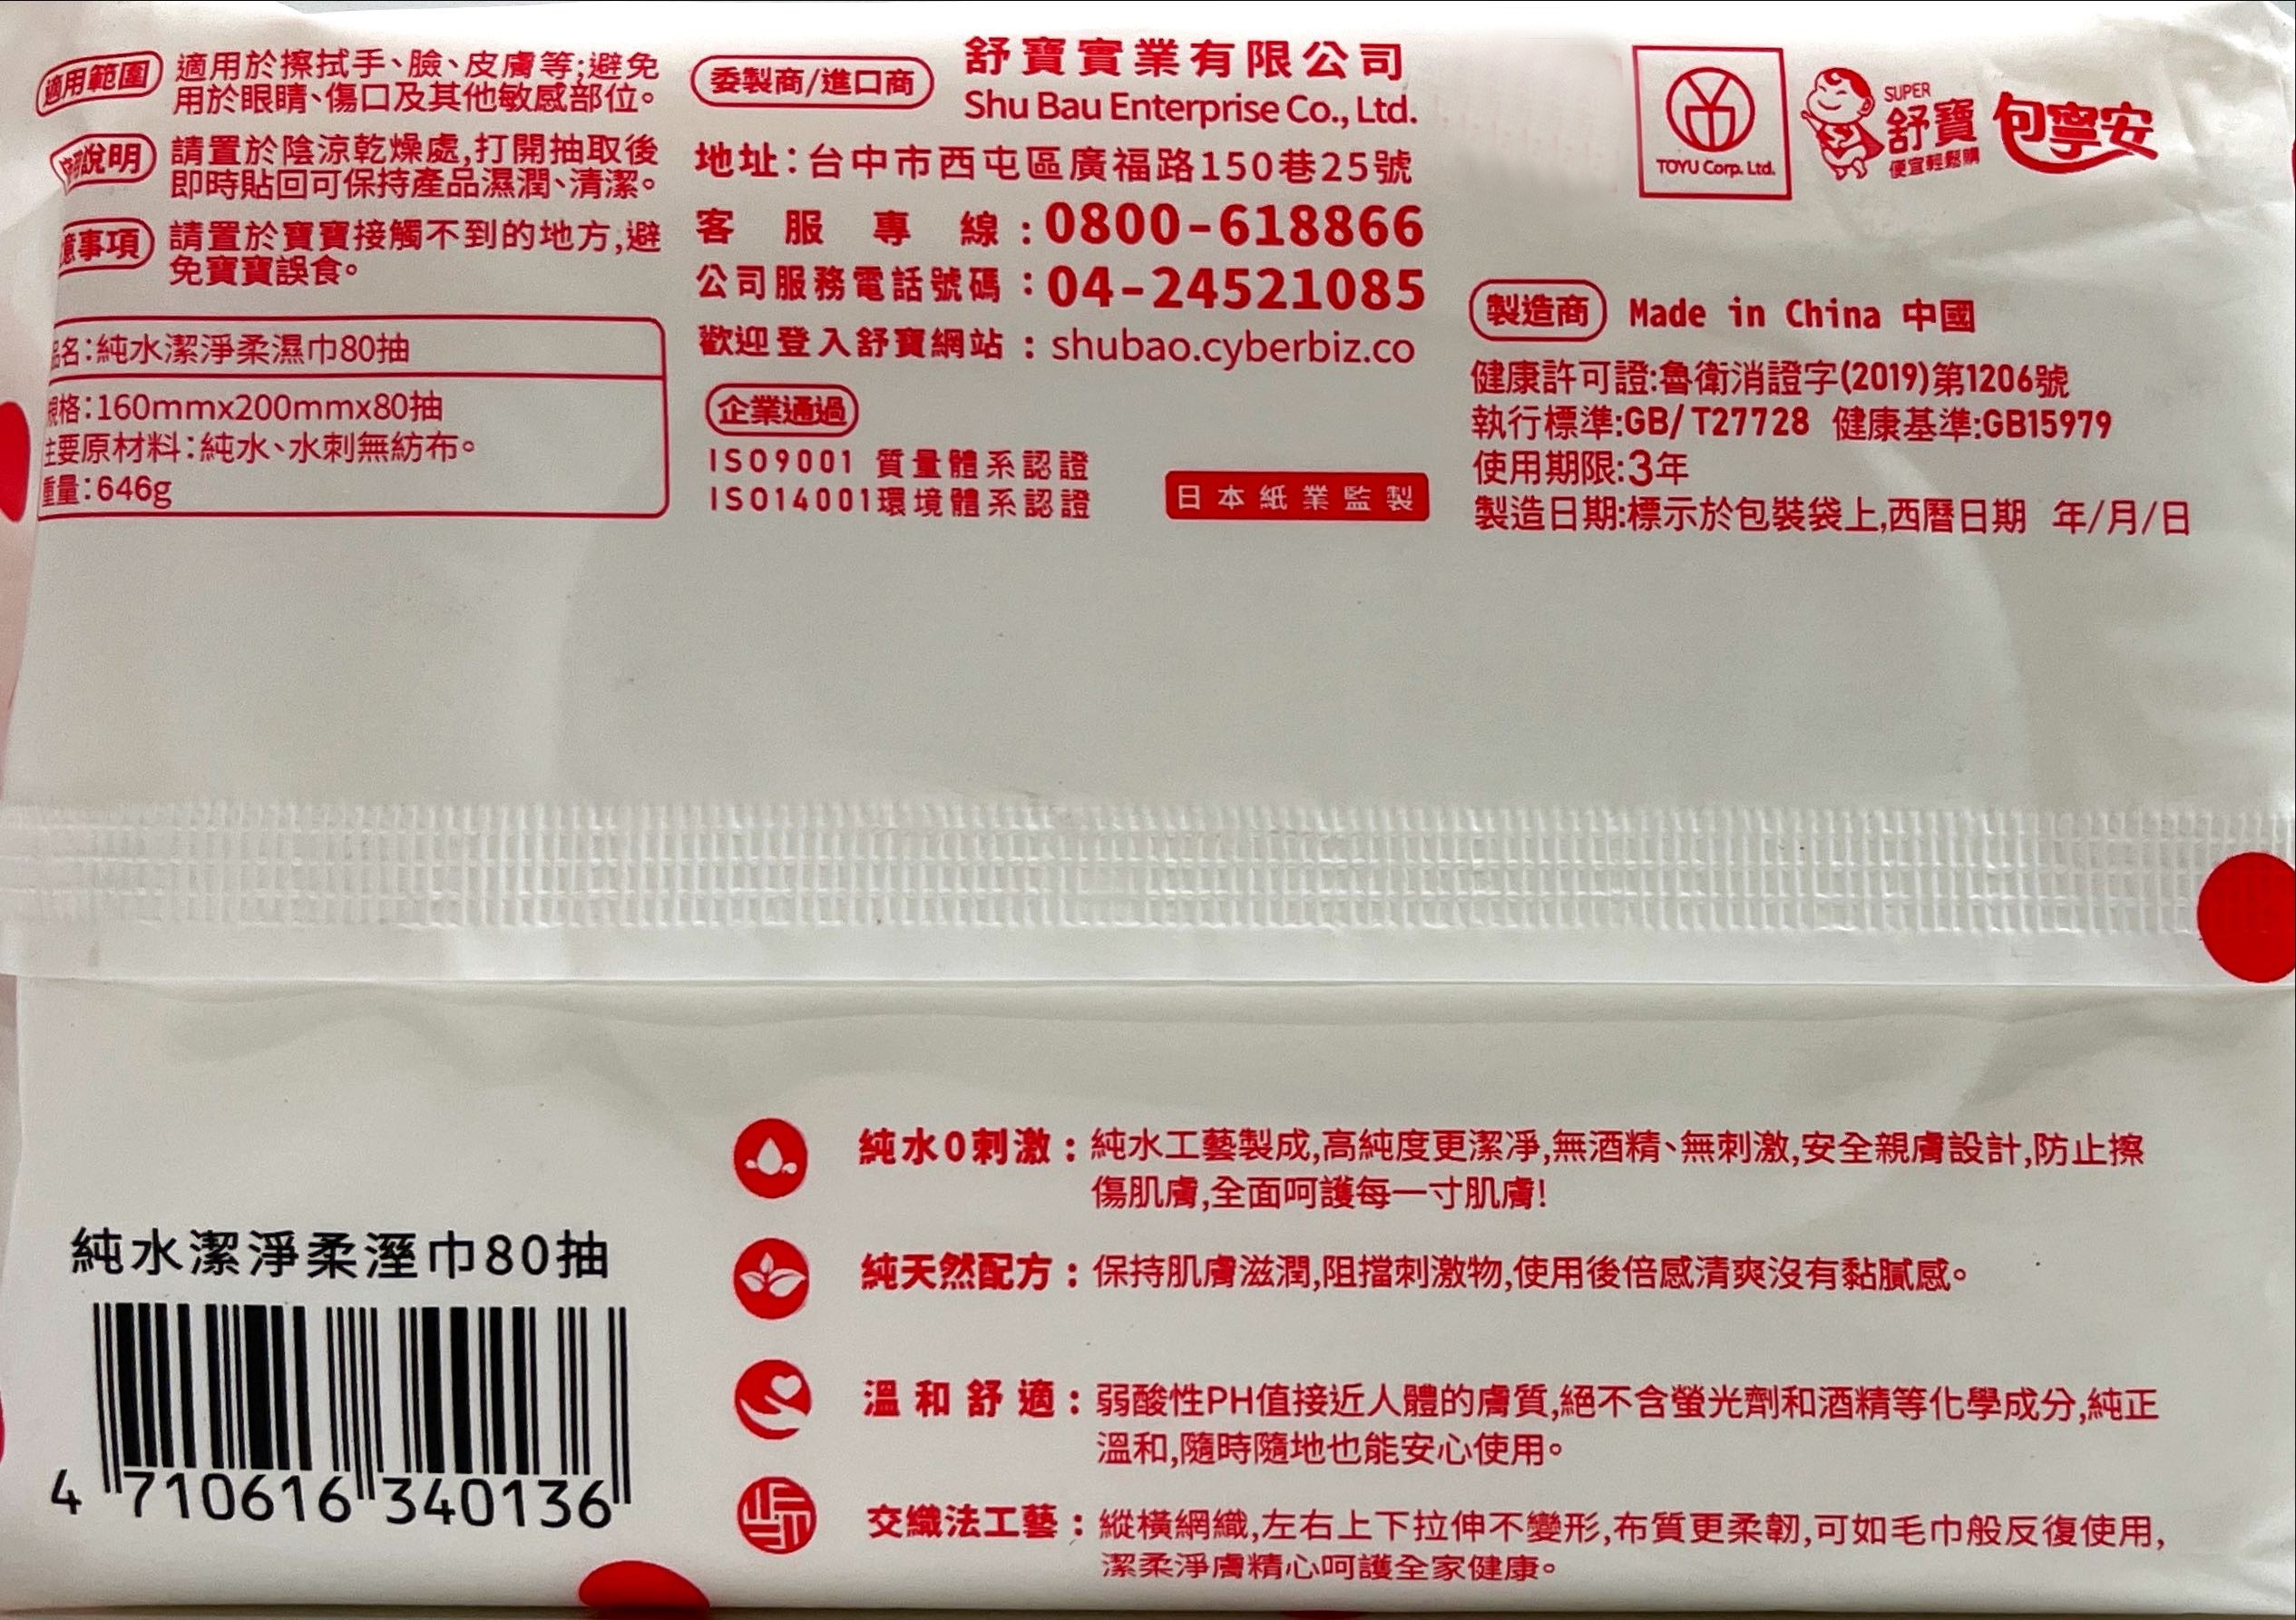 適用範圍
適用於擦拭手、臉、皮膚等;避免
用於眼睛、傷口及其他敏感部位。
說明
請置於陰涼乾燥處,打開抽取後
即時貼回可保持產品濕潤、清潔。
意事項
請置於寶寶接觸不到的地方,避
免寶寶誤食。
品名:純水潔淨柔濕巾80抽
規格:160mmx200mmx80抽
主要原材料:純水、水刺無紡布。
重量:646g
委製商/進口商
舒寶實業有限公司
Shu Bau Enterprise Co., Ltd.
地址:台中市西屯區廣福路150巷25號
客服專線:0800-618866
公司服務電話號碼:04-24521085
歡迎登入舒寶網站:shubao.cyberbiz.co
企業通過
ISO9001 質量體系認證
ISO14001環境體系認證
日本紙業監製
TOYU Corp. Ltd.
SUPER
舒寶
便宜輕鬆購
包寧安
製造商 Made in China 中國
健康許可證:魯衛消證字(2019)第1206號
執行標準:GB/T27728 健康基準:GB15979
使用期限:3年
製造日期:標示於包裝袋上,西曆日期 年/月/日
純水0刺激:純水工藝製成,高純度更潔淨,無酒精、無刺激,安全親膚設計,防止擦
傷肌膚,全面呵護每一寸肌膚!
純天然配方:保持肌膚滋潤,阻擋刺激物,使用後倍感清爽沒有黏膩感。
溫和舒適:弱酸性PH值接近人體的膚質,絕不含螢光劑和酒精等化學成分,純正
溫和,隨時隨地也能安心使用。
交織法工藝:縱橫網織,左右上下拉伸不變形,布質更柔韌,可如毛巾般反復使用,
潔柔淨膚精心呵護全家健康。
純水潔淨柔溼巾80抽
4 710616 340136